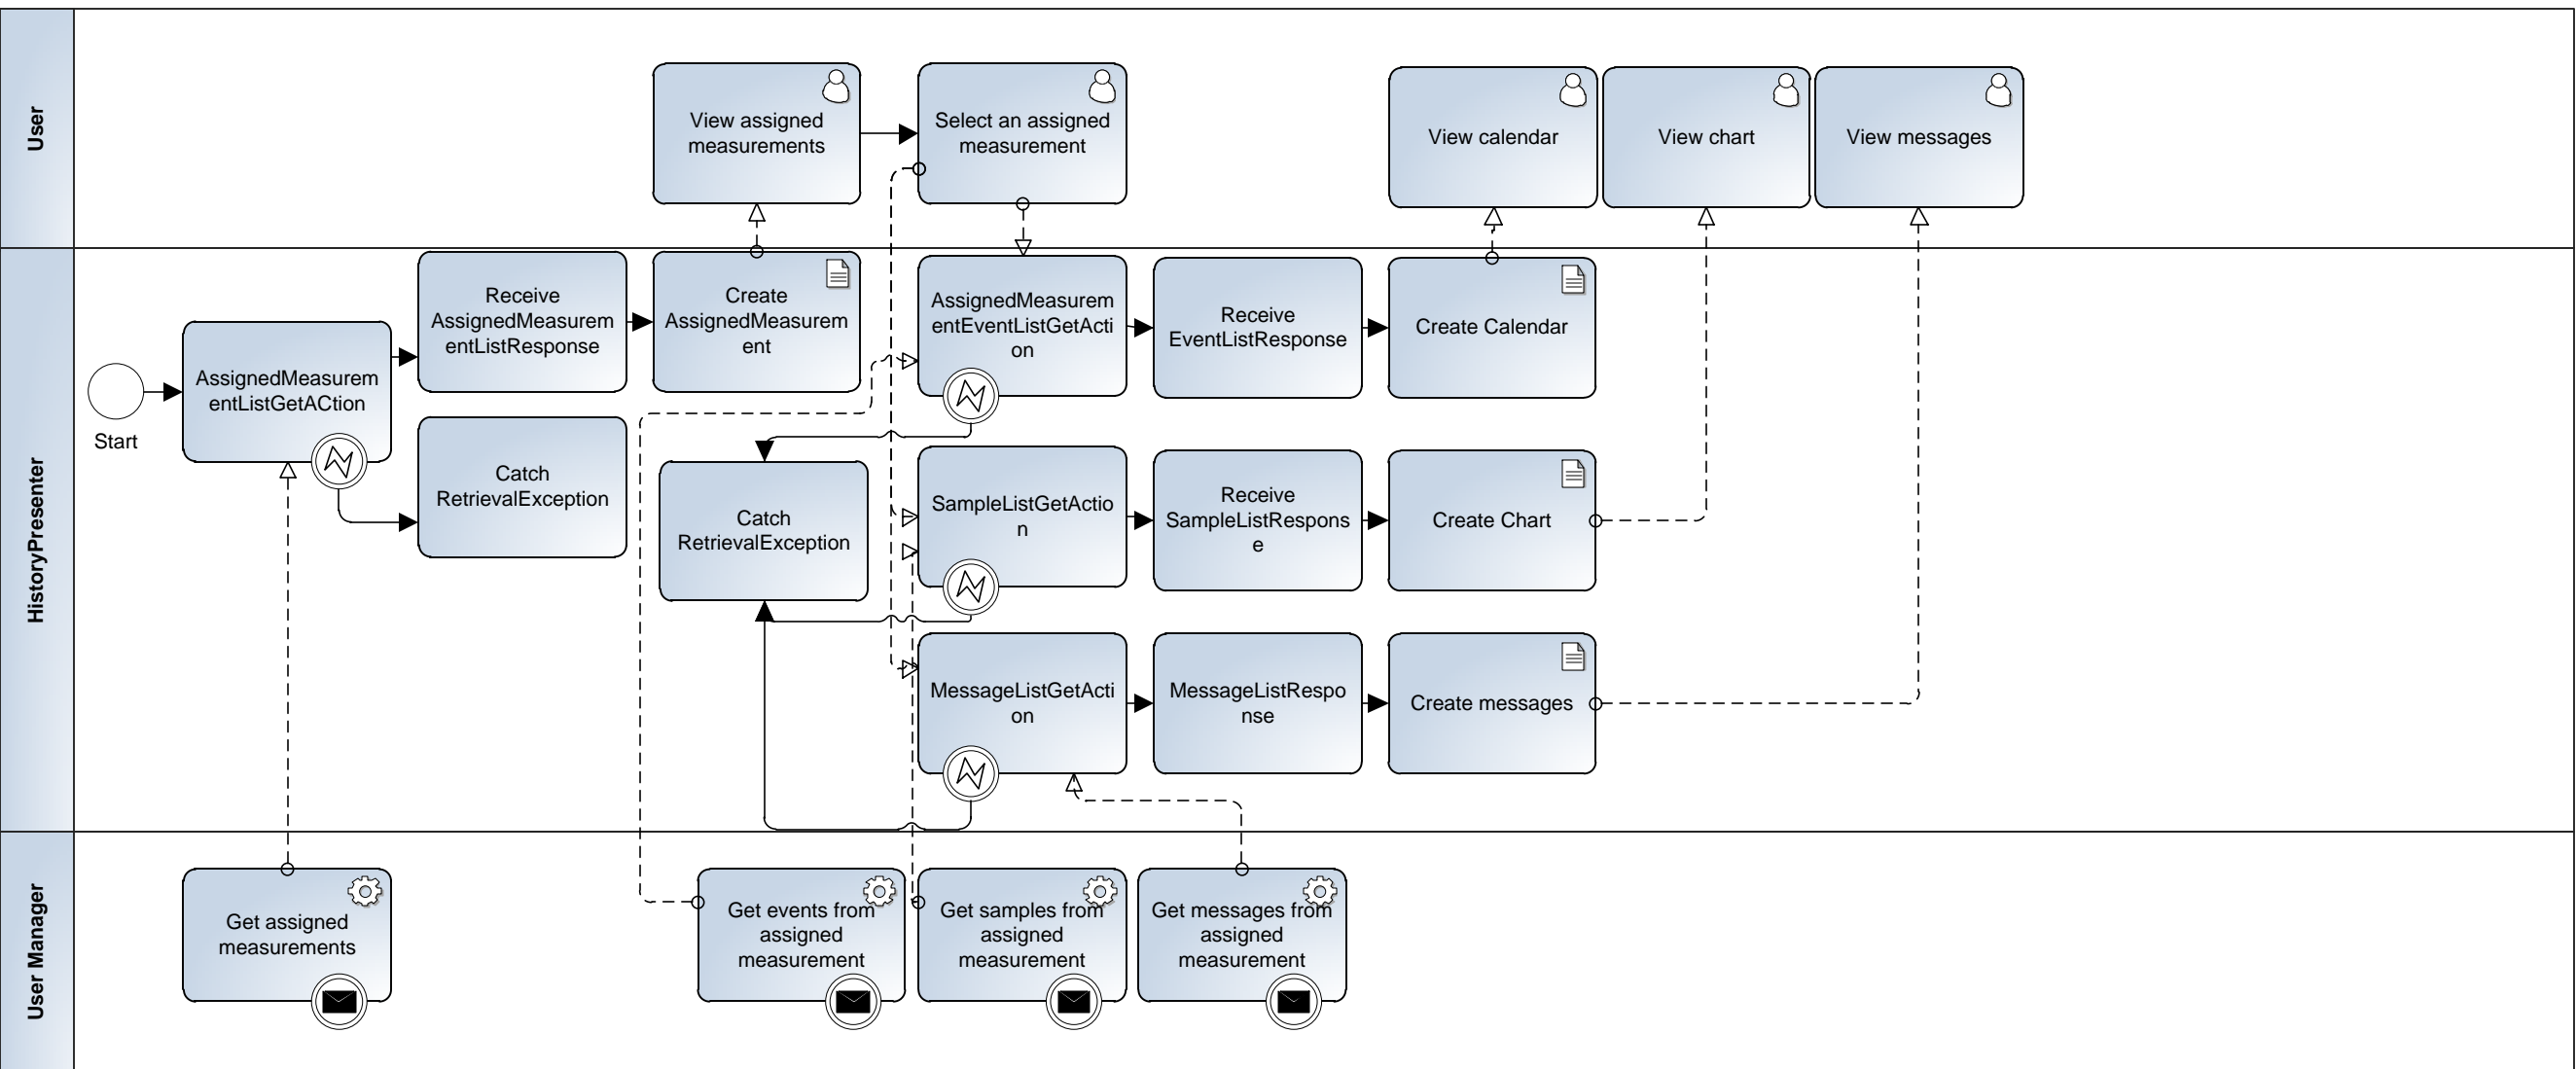 User
View assigned
measurements
Select an assigned
measurement
View calendar
View chart
View messages
HistoryPresenter
Start
AssignedMeasurem
entListGetACtion
Receive
AssignedMeasurem
entListResponse
Create
AssignedMeasurem
ent
AssignedMeasurem
entEventListGetActi
on
Receive
EventListResponse
Create Calendar
Catch
RetrievalException
Catch
RetrievalException
SampleListGetActio
n
Receive
SampleListRespons
e
Create Chart
MessageListGetActi
on
MessageListRespo
nse
Create messages
User Manager
Get assigned
measurements
Get events from
assigned
measurement
Get samples from
assigned
measurement
Get messages from
assigned
measurement